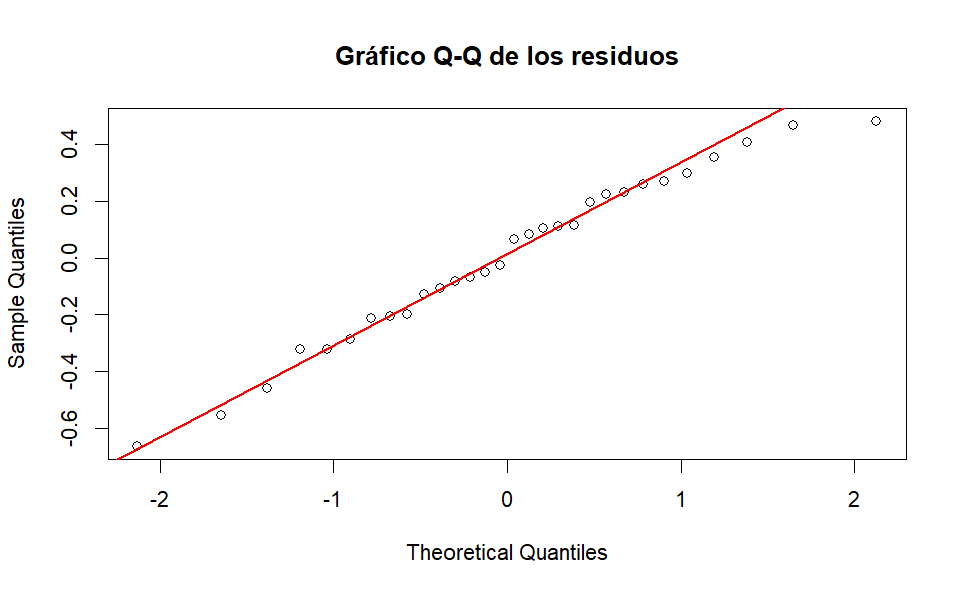 Gráfico Q-Q de los residuos
Sample Quantiles
0.4
0.2
0.0
-0.2
-0.4
-0.6
-2 -1 0 1 2
Theoretical Quantiles